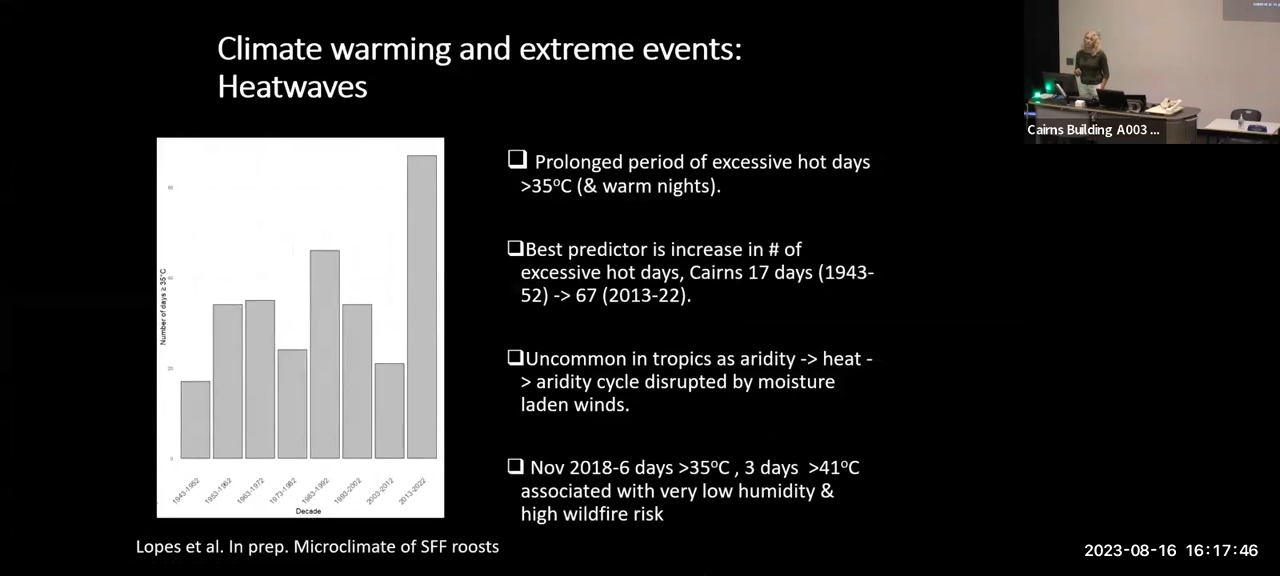 Climate warming and extreme events:
Heatwaves
Cairns Building A003 ...
Number of days ≥ 35°C
60
40
20
0
1943-1952
1953-1962
1963-1972
1973-1982
1983-1992
1993-2002
2003-2012
2013-2022
Decade
Lopes et al. In prep. Microclimate of SFF roosts
Prolonged period of excessive hot days
>35ºC (& warm nights).
Best predictor is increase in # of
excessive hot days, Cairns 17 days (1943-
52) -> 67 (2013-22).
Uncommon in tropics as aridity -> heat -
> aridity cycle disrupted by moisture
laden winds.
Nov 2018-6 days >35ºC , 3 days >41ºC
associated with very low humidity &
high wildfire risk
2023-08-16 16:17:46